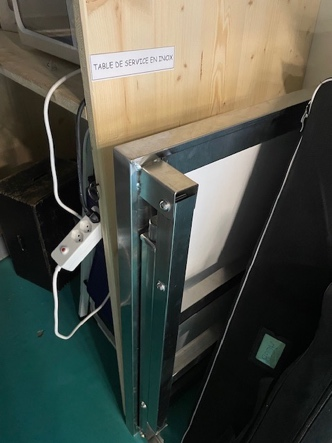 TABLE DE SERVICE EN INOX